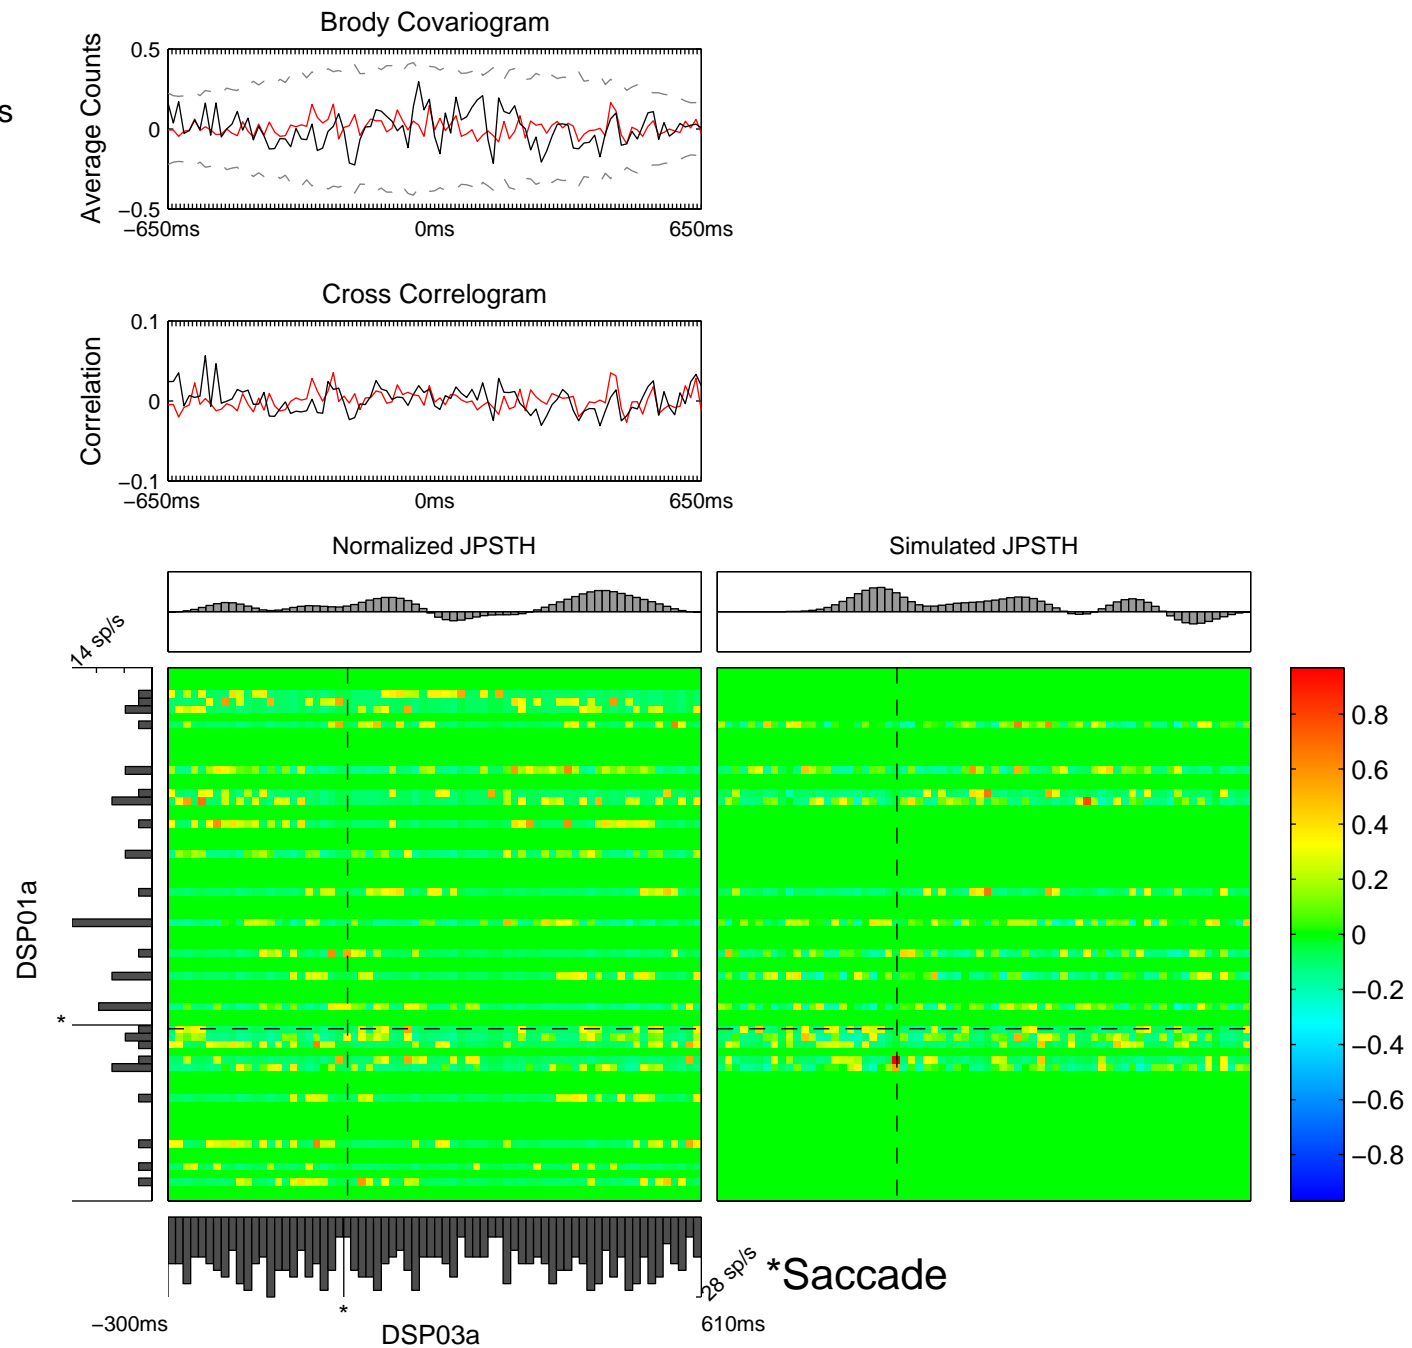 Brody Covariogram
s
Average Counts
0.5
0
−0.5
−650ms
0ms
650ms
Cross Correlogram
Correlation
0.1
0
−0.1
−650ms
0ms
650ms
Normalized JPSTH
Simulated JPSTH
14 sp/s
DSP01a
*
0.8
0.6
0.4
0.2
0
−0.2
−0.4
−0.6
−0.8
28 sp/s
*Saccade
*
−300ms
DSP03a
610ms